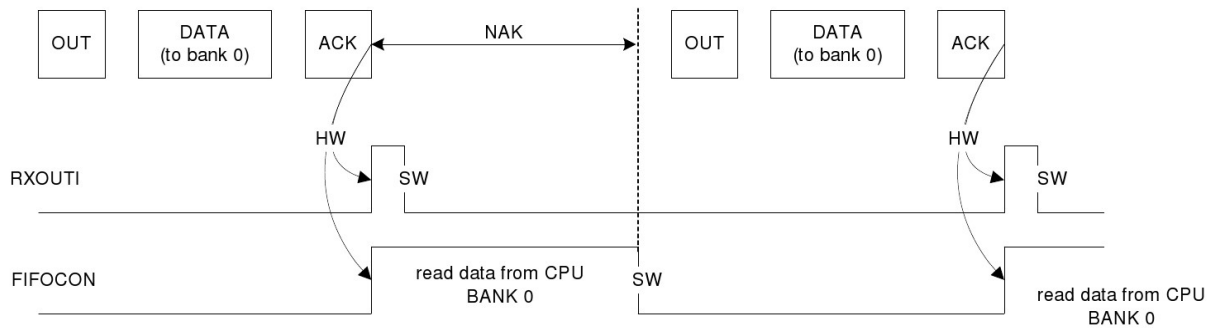 OUT
DATA
(to bank 0)
ACK
NAK
OUT
DATA
(to bank 0)
ACK
HW
HW
RXOUTI
SW
SW
FIFOCON
read data from CPU
BANK 0
SW
read data from CPU
BANK 0